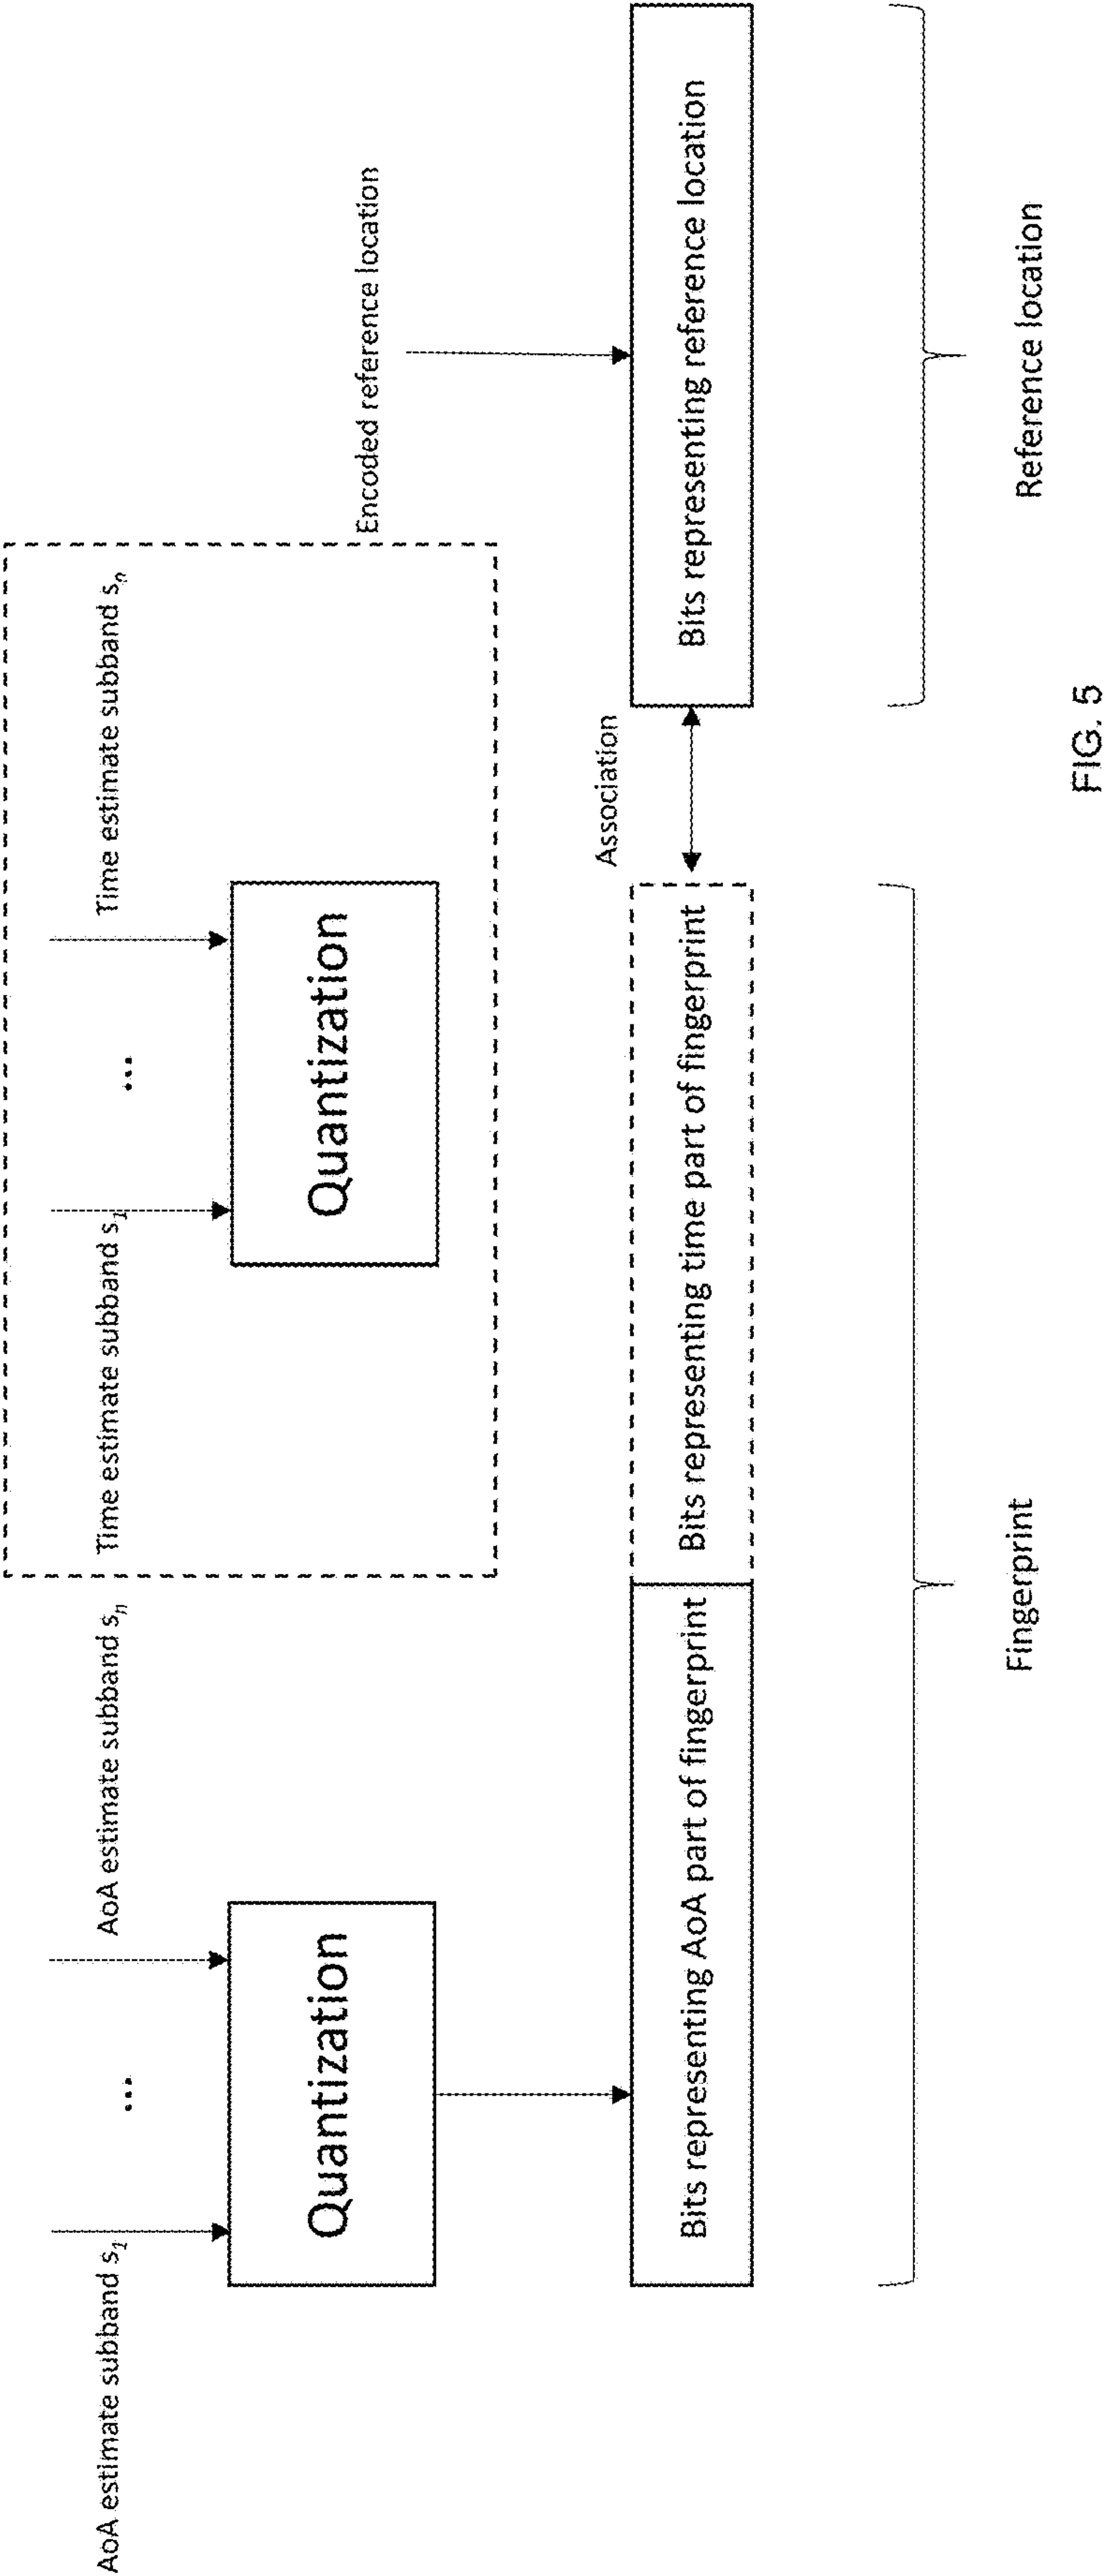 AoA estimate subband s1
...
AoA estimate subband sn
Time estimate subband s1
...
Time estimate subband sn
Quantization
Quantization
Encoded reference location
Association
Bits representing AoA part of fingerprint
Bits representing time part of fingerprint
Bits representing reference location
Fingerprint
Reference location
FIG. 5